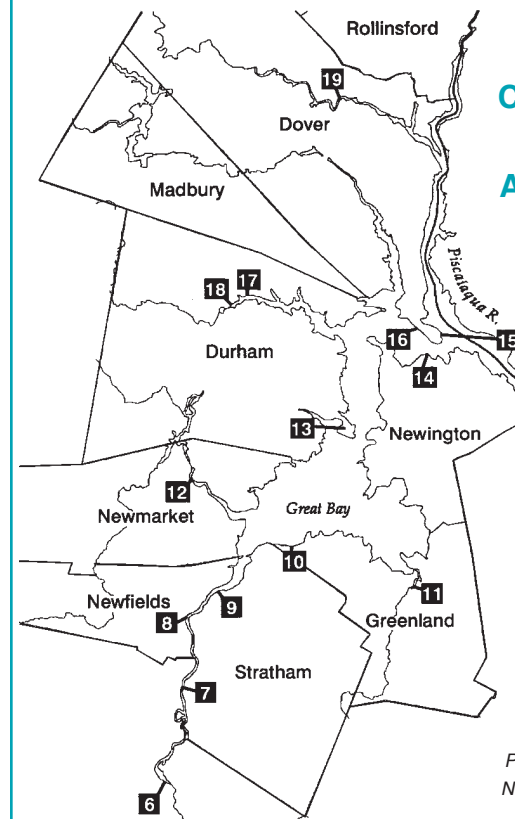 Rollinsford
19
C
Dover
A
Madbury
Piscataqua R.
17
18
16
15
Durham
14
13
Newington
12
Great Bay
Newmarket
10
11
Newfields
9
8
Greenland
Stratham
7
P
6
N